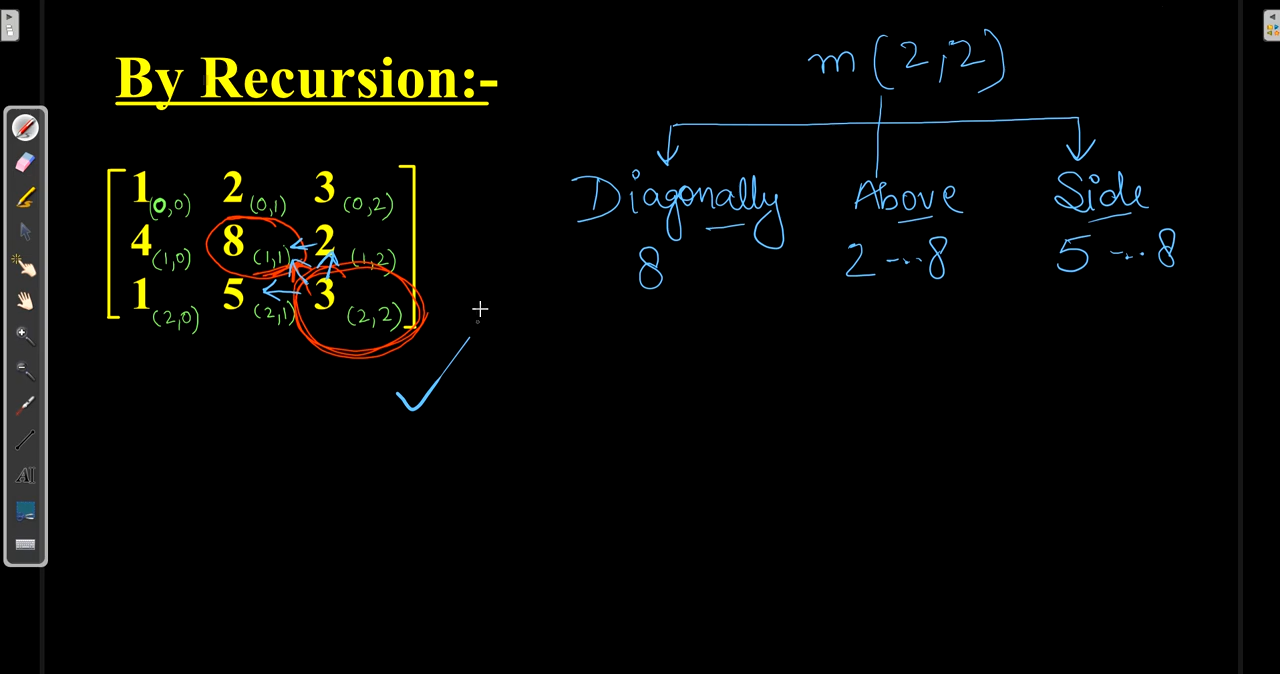 By Recursion:-
m(2,2)
1 (0,0) 2 (0,1) 3 (0,2)
4 (1,0) 8 (1,1) 2 (1,2)
1 (2,0) 5 (2,1) 3 (2,2)
Diagonally Above Side
8 2 -..8 5 -..8
AI